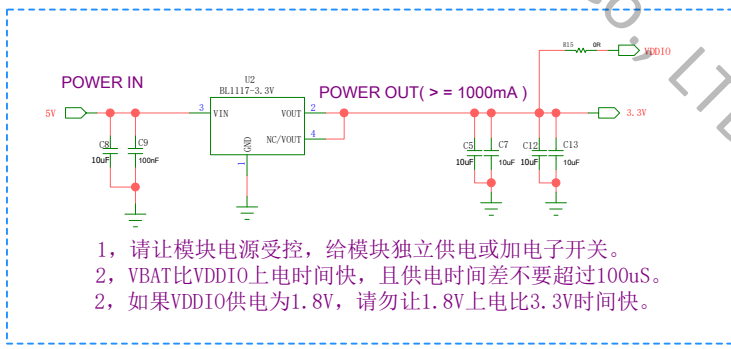 CO., LTD
R15 0R
VDDIO
U2
POWER IN
BL1117-3.3V
POWER OUT( > = 1000mA )
5V
3
VIN
VOUT
2
3.3V
NC/VOUT
4
GND
1
C8
10uF
C9
100nF
C5
10uF
C7
10uF
C12
10uF
C13
10uF
1，请让模块电源受控，给模块独立供电或加电子开关。
2，VBAT比VDDIO上电时间快，且供电时间差不要超过100uS。
2，如果VDDIO供电为1.8V，请勿让1.8V上电比3.3V时间快。